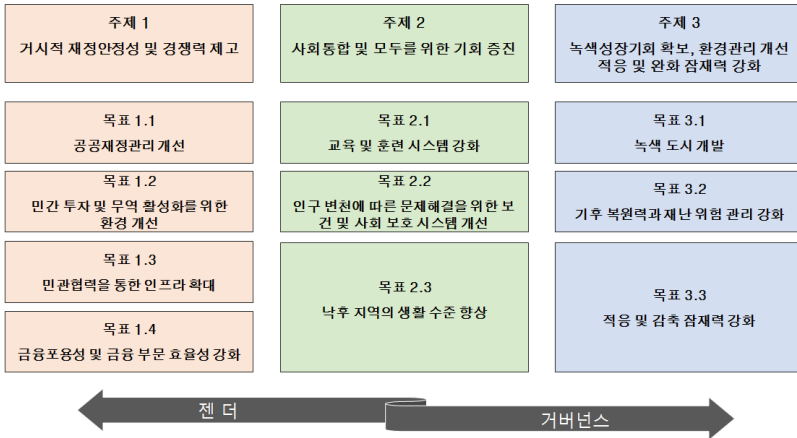 주제 1
거시적 재정안정성 및 경쟁력 제고
주제 2
사회통합 및 모두를 위한 기회 증진
주제 3
녹색성장기회 확보, 환경관리 개선
적응 및 완화 잠재력 강화
목표 1.1
공공재정관리 개선
목표 1.2
민간 투자 및 무역 활성화를 위한
환경 개선
목표 1.3
민관협력을 통한 인프라 확대
목표 1.4
금융포용성 및 금융 부문 효율성 강화
목표 2.1
교육 및 훈련 시스템 강화
목표 2.2
인구 변천에 따른 문제해결을 위한 보
건 및 사회 보호 시스템 개선
목표 2.3
낙후 지역의 생활 수준 향상
목표 3.1
녹색 도시 개발
목표 3.2
기후 복원력과 재난 위험 관리 강화
목표 3.3
적응 및 감축 잠재력 강화
젠 더
거버넌스